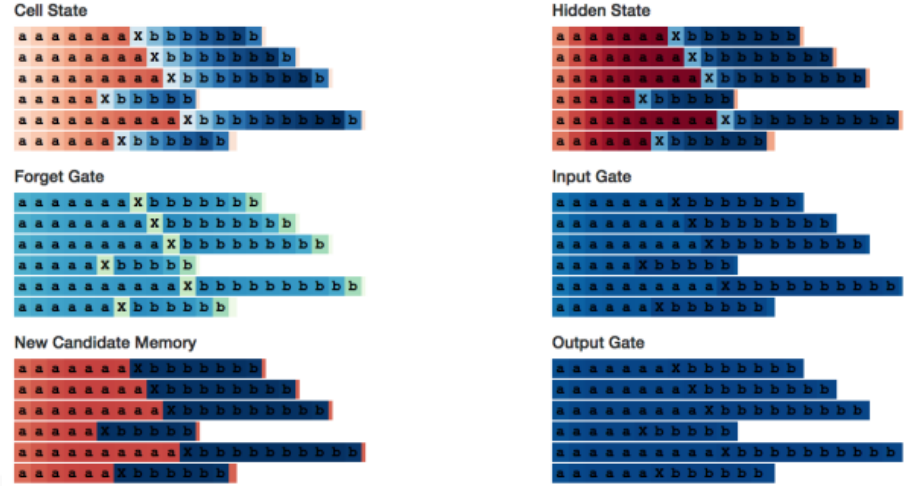 Cell State
a a a a a a a X b b b b b b b
a a a a a a a a X b b b b b b b b
a a a a a a a a a X b b b b b b b b b
a a a a a X b b b b b
a a a a a a a a a a X b b b b b b b b b b
a a a a a a X b b b b b b
Hidden State
a a a a a a a X b b b b b b b
a a a a a a a a X b b b b b b b b
a a a a a a a a a X b b b b b b b b b
a a a a a X b b b b b
a a a a a a a a a a X b b b b b b b b b b
a a a a a a X b b b b b b
Forget Gate
a a a a a a a X b b b b b b b
a a a a a a a a X b b b b b b b b
a a a a a a a a a X b b b b b b b b b
a a a a a X b b b b b
a a a a a a a a a a X b b b b b b b b b b
a a a a a a X b b b b b b
Input Gate
a a a a a a a X b b b b b b b
a a a a a a a a X b b b b b b b b
a a a a a a a a a X b b b b b b b b b
a a a a a X b b b b b
a a a a a a a a a a X b b b b b b b b b b
a a a a a a X b b b b b b
New Candidate Memory
a a a a a a a X b b b b b b b
a a a a a a a a X b b b b b b b b
a a a a a a a a a X b b b b b b b b b
a a a a a X b b b b b
a a a a a a a a a a X b b b b b b b b b b
a a a a a a X b b b b b b
Output Gate
a a a a a a a X b b b b b b b
a a a a a a a a X b b b b b b b b
a a a a a a a a a X b b b b b b b b b
a a a a a X b b b b b
a a a a a a a a a a X b b b b b b b b b b
a a a a a a X b b b b b b